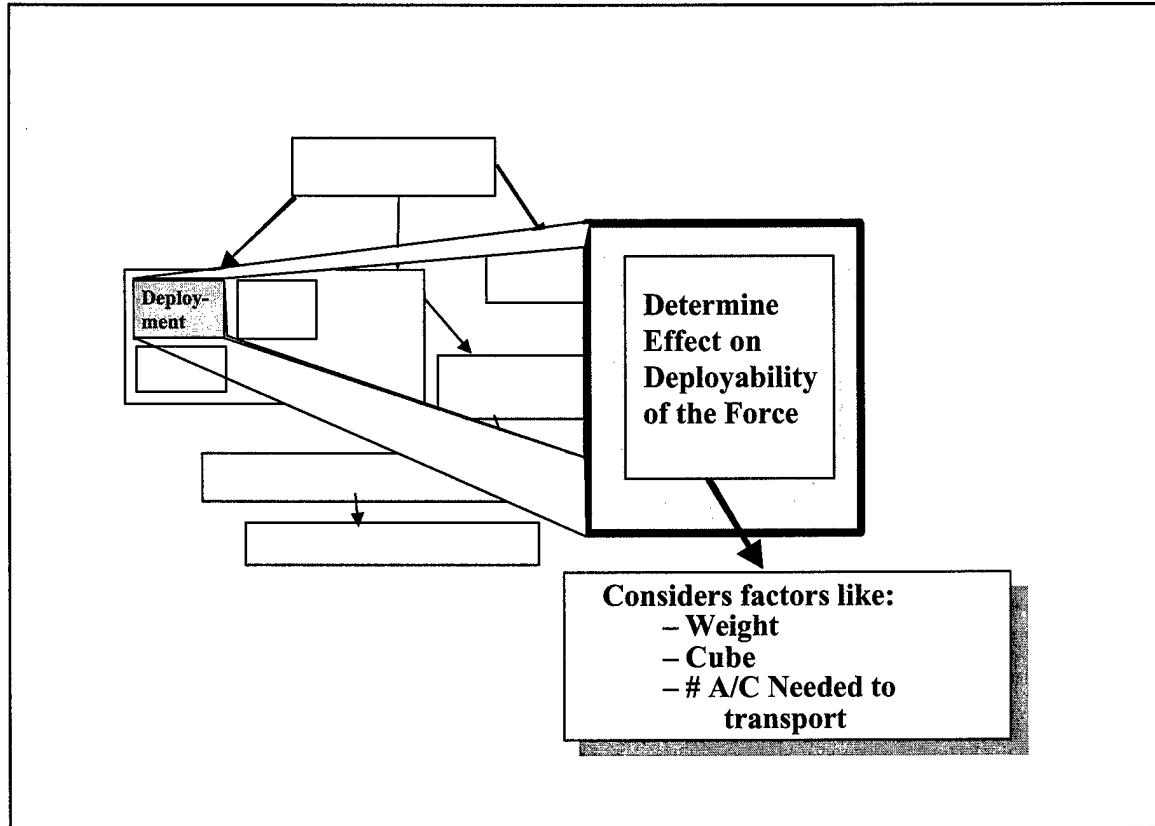 Deploy-
ment
Determine
Effect on
Deployability
of the Force
Considers factors like:
– Weight
– Cube
– # A/C Needed to
transport